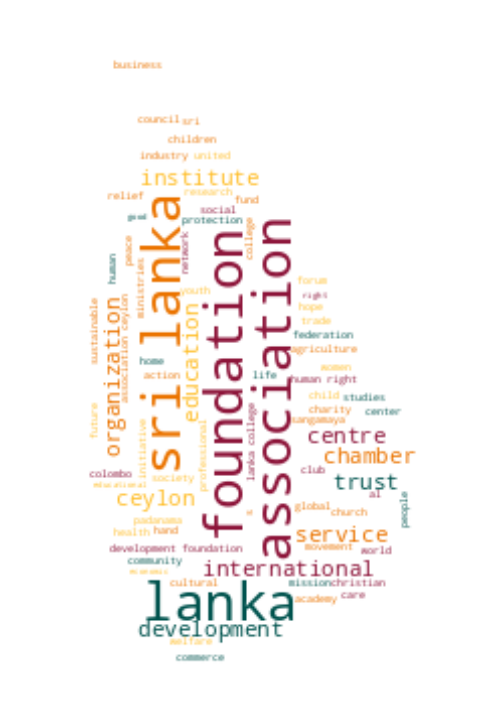 business
council
sri
children
industry
united
institute
research
relief
fund
social
good
protection
sri lanka
foundation
association
college
network
peace
human
ministries
youth
forum
right
hope
trade
federation
agriculture
sustainable
organization
association ceylon
education
home
action
life
women
human right
child
studies
charity
center
sangamaya
future
initiative
professional
lanka college
centre
chamber
colombo
educational
society
club
trust
al
people
ceylon
global
church
padanama
health
hand
service
development foundation
movement
world
community
economic
international
cultural
mission
christian
lanka
academy
care
development
welfare
commerce